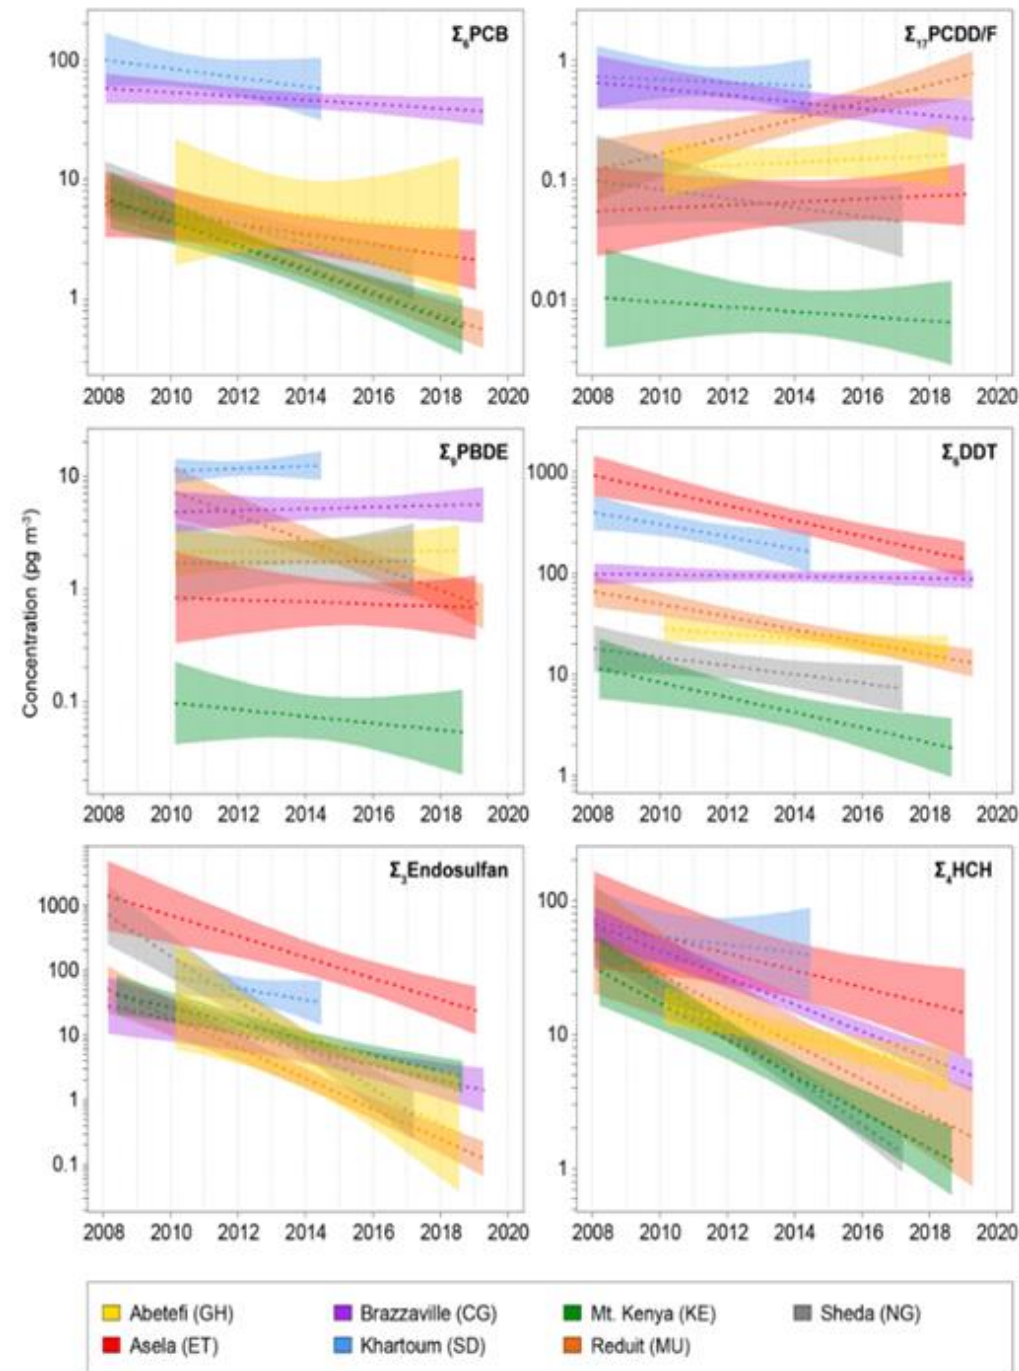 Σ₆PCB
100
10
1
2008 2010 2012 2014 2016 2018 2020
Σ₁₇PCDD/F
1
0.1
0.01
2008 2010 2012 2014 2016 2018 2020
Concentration (pg m⁻³)
Σ₉PBDE
10
1
0.1
2008 2010 2012 2014 2016 2018 2020
Σ₆DDT
1000
100
10
1
2008 2010 2012 2014 2016 2018 2020
Σ₃Endosulfan
1000
100
10
1
0.1
2008 2010 2012 2014 2016 2018 2020
Σ₄HCH
100
10
1
2008 2010 2012 2014 2016 2018 2020
Abetefi (GH) Brazzaville (CG) Mt. Kenya (KE) Sheda (NG)
Asela (ET) Khartoum (SD) Reduit (MU)